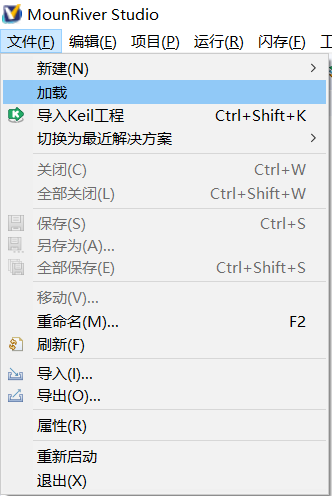 MounRiver Studio
文件(F) 编辑(E) 项目(P) 运行(R) 闪存(F)
新建(N)
加载
导入Keil工程 Ctrl+Shift+K
切换为最近解决方案
关闭(C) Ctrl+W
全部关闭(L) Ctrl+Shift+W
保存(S) Ctrl+S
另存为(A)...
全部保存(E) Ctrl+Shift+S
移动(V)...
重命名(M)... F2
刷新(F)
导入(I)...
导出(O)...
属性(R)
重新启动
退出(X)